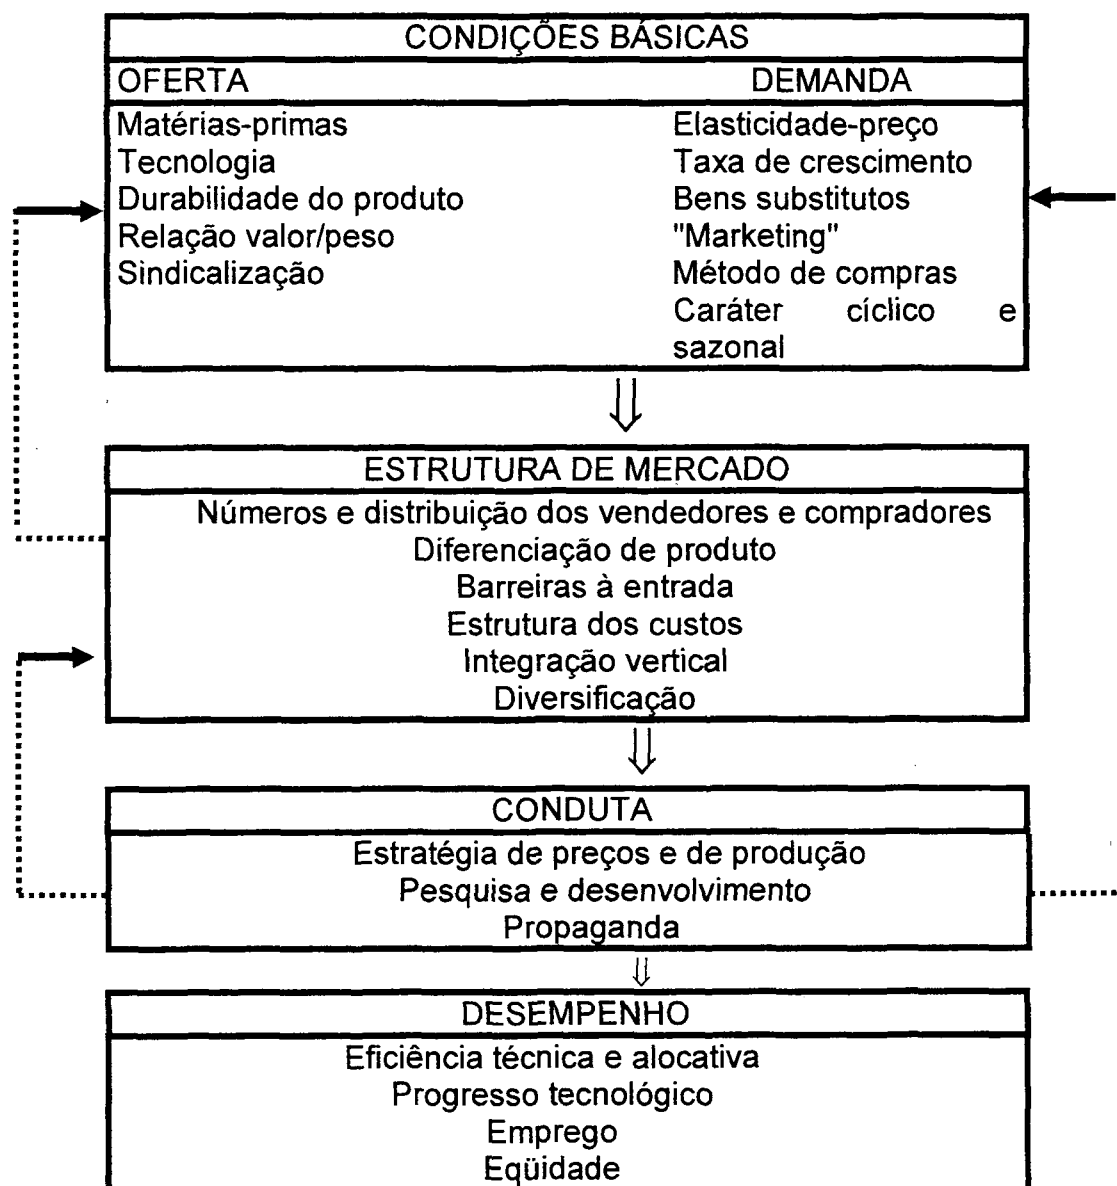 CONDIÇÕES BÁSICAS
OFERTA DEMANDA
Matérias-primas Elasticidade-preço
Tecnologia Taxa de crescimento
Durabilidade do produto Bens substitutos
Relação valor/peso "Marketing"
Sindicalização Método de compras
Caráter cíclico e
sazonal
ESTRUTURA DE MERCADO
Números e distribuição dos vendedores e compradores
Diferenciação de produto
Barreiras à entrada
Estrutura dos custos
Integração vertical
Diversificação
CONDUTA
Estratégia de preços e de produção
Pesquisa e desenvolvimento
Propaganda
DESEMPENHO
Eficiência técnica e alocativa
Progresso tecnológico
Emprego
Eqüidade